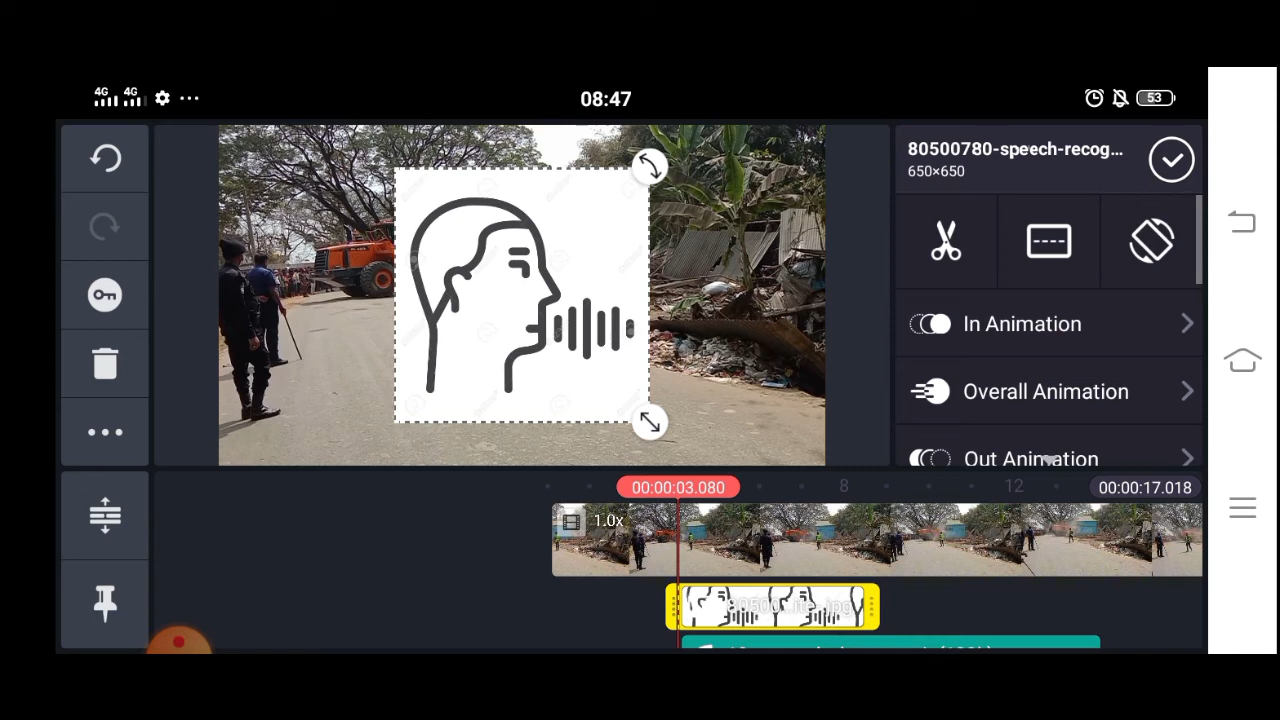 4G 4G
08:47
53
80500780-speech-recog...
650×650
In Animation
Overall Animation
Out Animation
00:00:03.080
8
12
00:00:17.018
1.0x